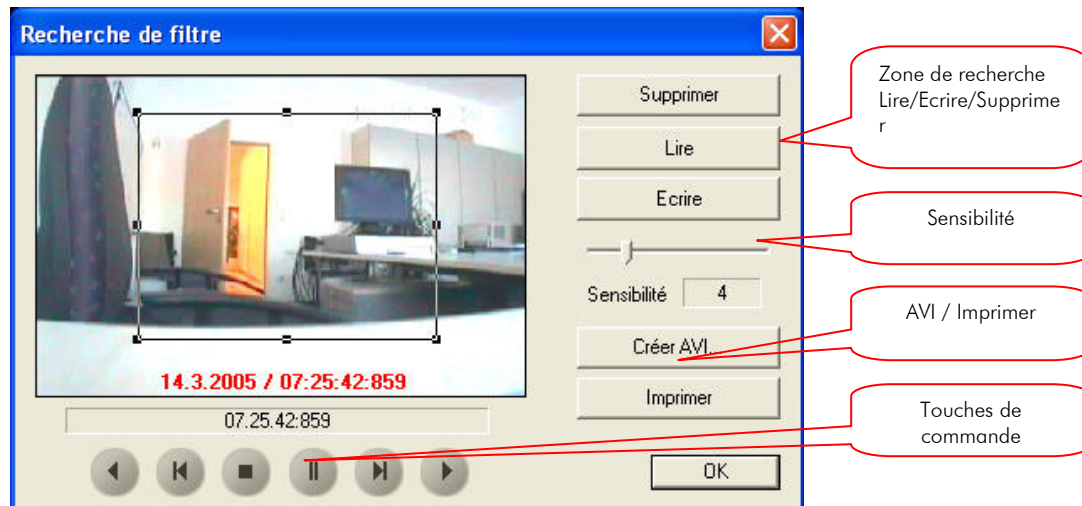 Recherche de filtre
Supprimer
Lire
Ecrire
Sensibilité 4
Créer AVI...
Imprimer
14.3.2005 / 07:25:42:859
07.25.42:859
OK
Zone de recherche
Lire/Ecrire/Supprime
r
Sensibilité
AVI / Imprimer
Touches de
commande